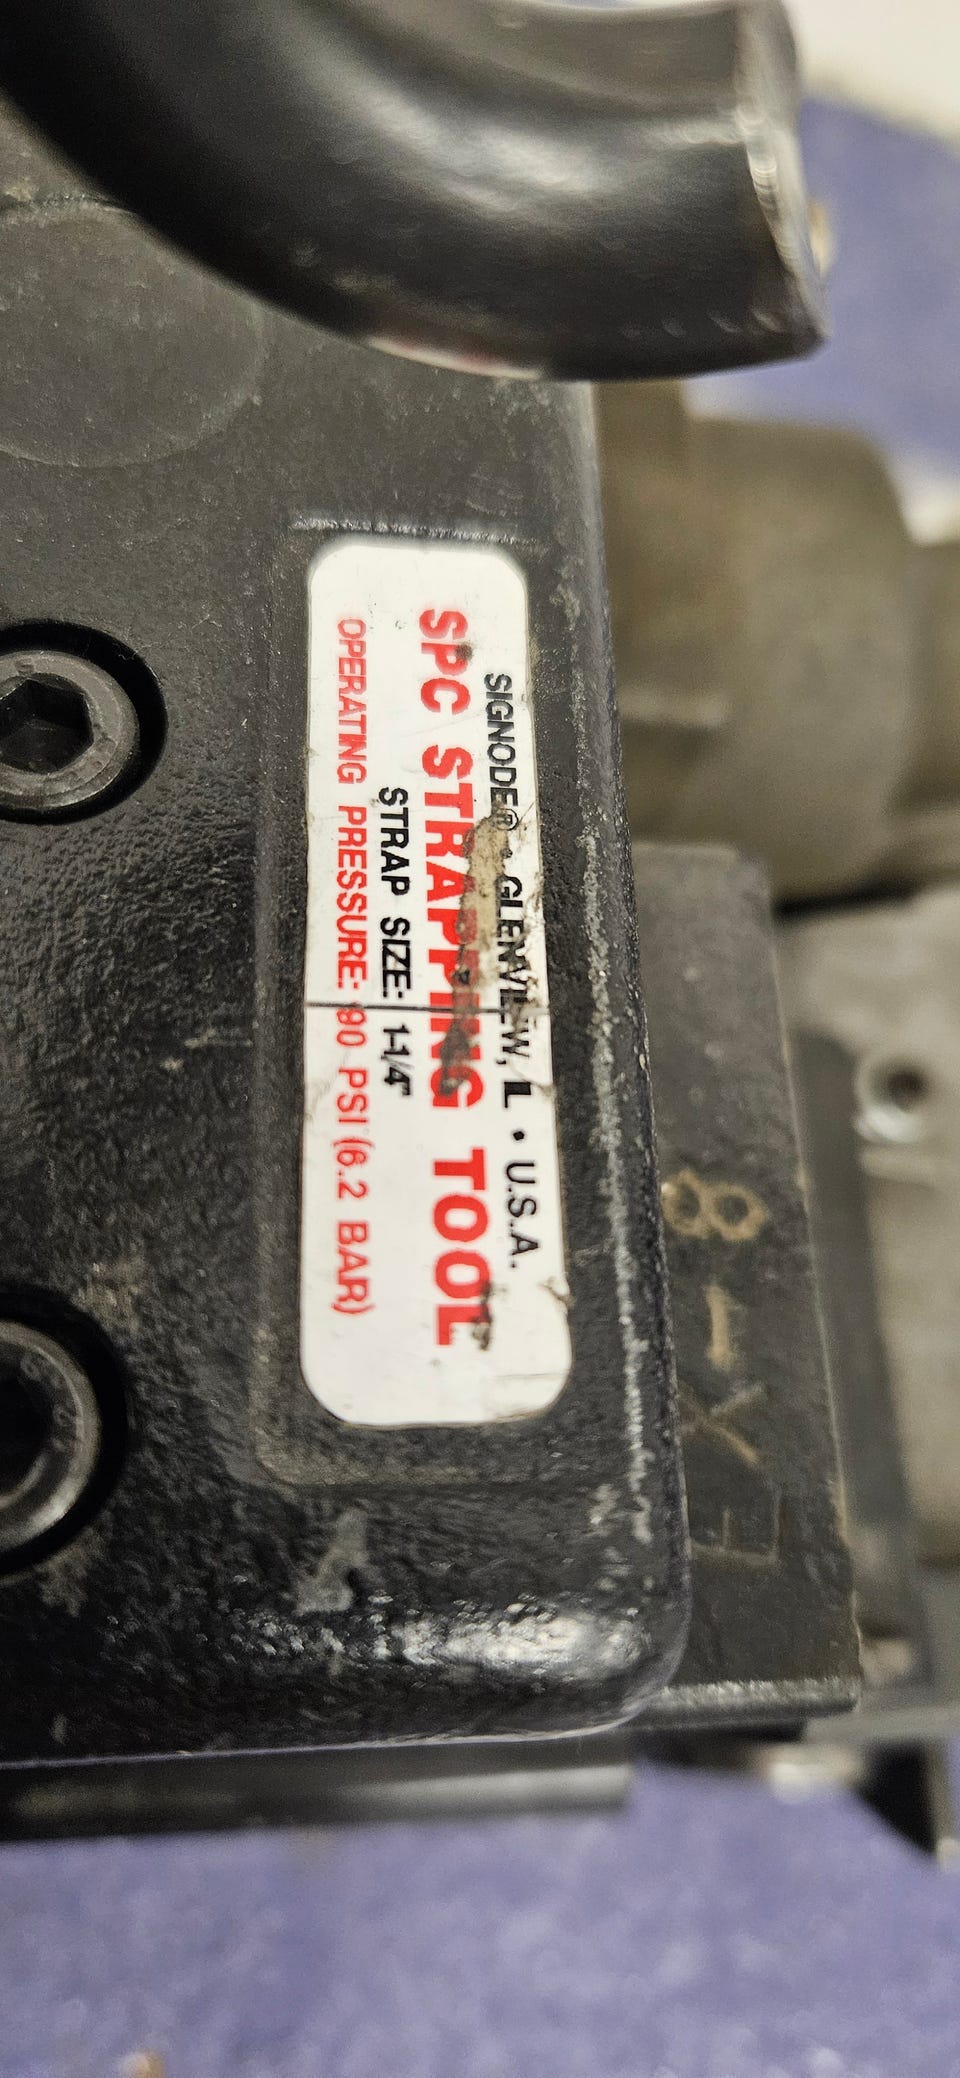 SIGNODE® • GLENVIEW, IL • U.S.A.
SPC STRAPPING TOOL
STRAP SIZE: 1-1/4"
OPERATING PRESSURE: 90 PSI (6.2 BAR)